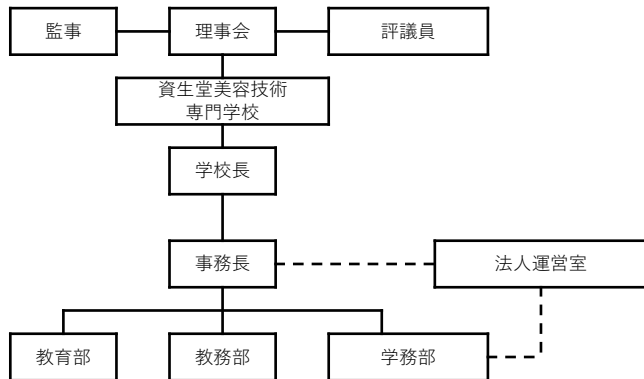 監事
理事会
評議員
資生堂美容技術
専門学校
学校長
事務長
法人運営室
教育部
教務部
学務部